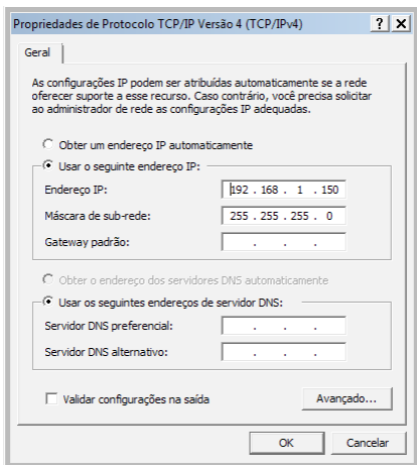 Propriedades de Protocolo TCP/IP Versão 4 (TCP/IPv4)
Geral
As configurações IP podem ser atribuídas automaticamente se a rede
oferecer suporte a esse recurso. Caso contrário, você precisa solicitar
ao administrador de rede as configurações IP adequadas.
Obter um endereço IP automaticamente
Usar o seguinte endereço IP:
Endereço IP: 192 . 168 . 1 . 150
Máscara de sub-rede: 255 . 255 . 255 . 0
Gateway padrão: . . .
Obter o endereço dos servidores DNS automaticamente
Usar os seguintes endereços de servidor DNS:
Servidor DNS preferencial: . . .
Servidor DNS alternativo: . . .
Validar configurações na saída Avançado...
OK Cancelar